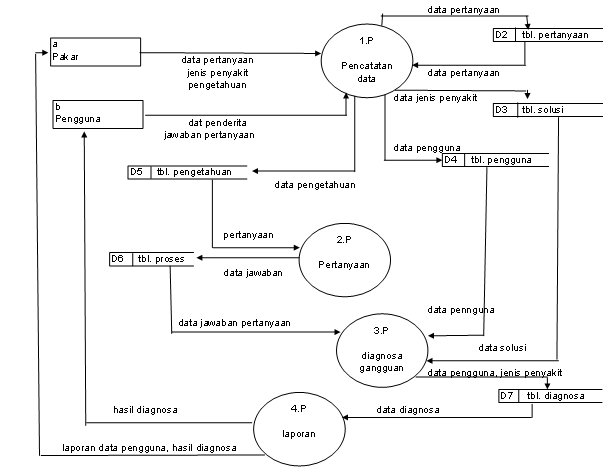 data pertanyaan
a
Pakar
1.P
Pencatatan
data
D2 tbl. pertanyaan
data pertanyaan
jenis penyakit
pengetahuan
data pertanyaan
b
Pengguna
data jenis penyakit
D3 tbl. solusi
dat penderita
jawaban pertanyaan
data pengguna
D4 tbl. pengguna
D5 tbl. pengetahuan
data pengetahuan
pertanyaan
2.P
Pertanyaan
D6 tbl. proses
data jawaban
data pennguna
data jawaban pertanyaan
3.P
diagnosa
gangguan
data solusi
data pengguna, jenis penyakit
D7 tbl. diagnosa
hasil diagnosa
4.P
laporan
data diagnosa
laporan data pengguna, hasil diagnosa